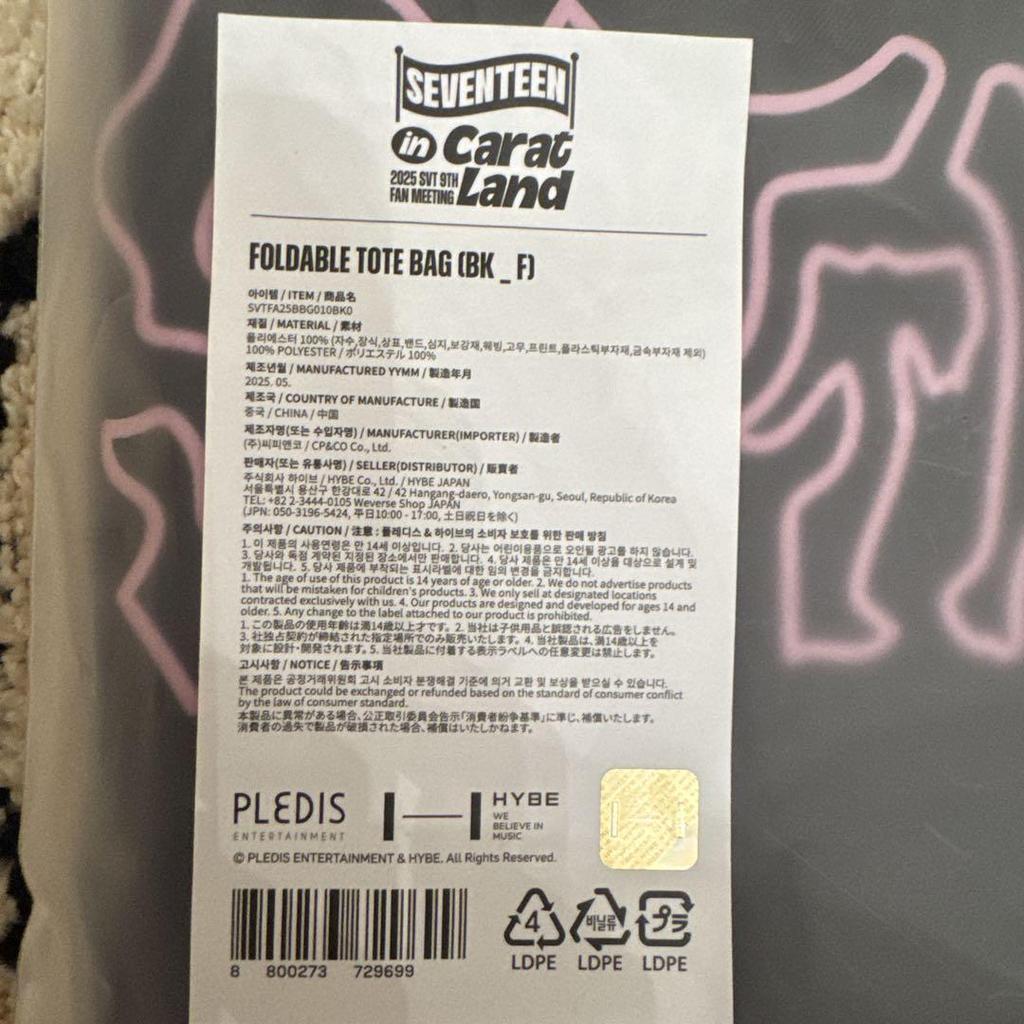 SEVENTEEN
in Carat
2025 SVT 9TH
FAN MEETING
Land
FOLDABLE TOTE BAG (BK _ F)
아이템 / ITEM / 商品名
SVTFA25BBG010BK0
재질 / MATERIAL / 素材
폴리에스터 100% (자수,장식,상표,밴드,심지,보강재,웨빙,고무,프린트,플라스틱부자재,금속부자재 제외)
100% POLYESTER / ポリエステル 100%
제조년월 / MANUFACTURED YYMM / 製造年月
2025. 05.
제조국 / COUNTRY OF MANUFACTURE / 製造国
중국 / CHINA / 中国
제조자명(또는 수입자명) / MANUFACTURER(IMPORTER) / 製造者
(주)씨피앤코 / CP&CO Co., Ltd.
판매자(또는 유통사명) / SELLER(DISTRIBUTOR) / 販賣者
주식회사 하이브 / HYBE Co., Ltd. / HYBE JAPAN
서울특별시 용산구 한강대로 42 / 42 Hangang-daero, Yongsan-gu, Seoul, Republic of Korea
TEL: +82 2-3444-0105 Weverse Shop JAPAN
(JPN: 050-3196-5424, 平日10:00 - 17:00, 土日祝日を除く)
주의사항 / CAUTION / 注意 : 플레디스 & 하이브의 소비자 보호를 위한 판매 방침
1. 이 제품의 사용연령은 만 14세 이상입니다. 2. 당사는 어린이용품으로 오인될 광고를 하지 않습니다.
3. 당사와 독점 계약된 지정된 장소에서만 판매합니다. 4. 당사 제품은 만 14세 이상을 대상으로 설계 및
개발됩니다. 5. 당사 제품에 부착되는 표시라벨에 대한 임의 변경을 금지합니다.
1. The age of use of this product is 14 years of age or older. 2. We do not advertise products
that will be mistaken for children's products. 3. We only sell at designated locations
contracted exclusively with us. 4. Our products are designed and developed for ages 14 and
older. 5. Any change to the label attached to our product is prohibited.
1. この製品の使用年齢は満14歳以上才です。2. 当社は子供用品と誤認される広告をしません。
3. 社独占契約が締結された指定場所でのみ販売いたします。4. 当社製品は、満14歳以上を
対象に設計・開発されます。5. 当社製品に付着する表示ラベルへの任意変更は禁止します。
고시사항 / NOTICE / 告示事項
본 제품은 공정거래위원회 고시 소비자 분쟁해결 기준에 의거 교환 및 보상을 받으실 수 있습니다.
The product could be exchanged or refunded based on the standard of consumer conflict
by the law of consumer standard.
本製品に異常がある場合、公正取引委員会告示「消費者紛争基準」に準じ、補償いたします。
消費者の過失で製品が破損された場合、補償はいたしかねます。
PLEDIS
ENTERTAINMENT
HYBE
WE
BELIEVE IN
MUSIC
© PLEDIS ENTERTAINMENT & HYBE. All Rights Reserved.
8 800273 729699
4 비닐류 プラ
LDPE LDPE LDPE